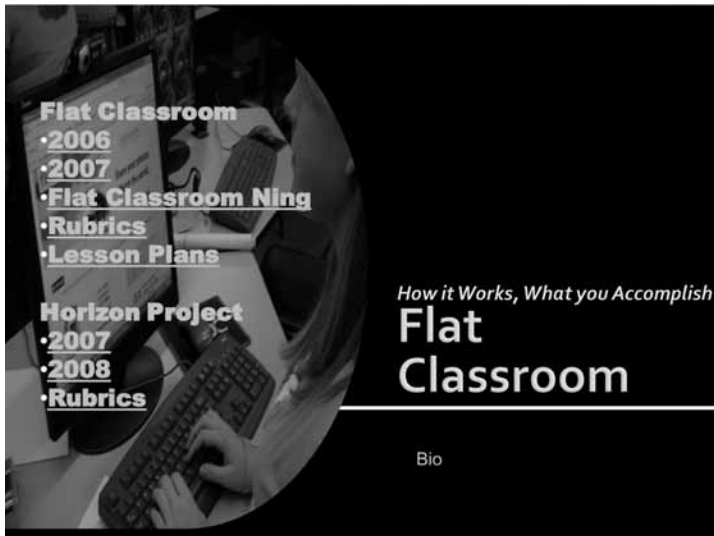 Flat Classroom
•2006
•2007
•Flat Classroom Ning
•Rubrics
•Lesson Plans
Horizon Project
•2007
•2008
•Rubrics
How it Works, What you Accomplish
Flat
Classroom
Bio